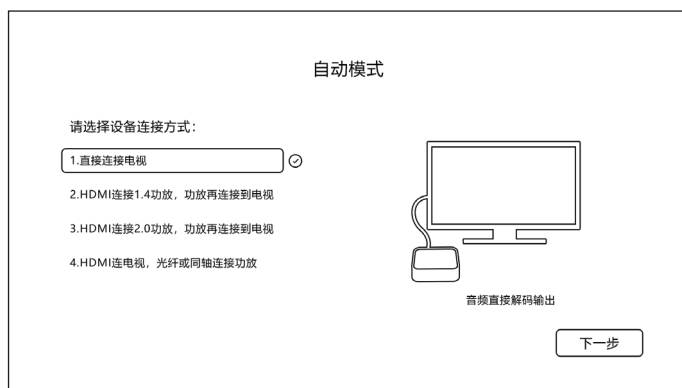 自动模式
请选择设备连接方式：
1.直接连接电视
2.HDMI连接1.4功放，功放再连接到电视
3.HDMI连接2.0功放，功放再连接到电视
4.HDMI连电视，光纤或同轴连接功放
音频直接解码输出
下一步